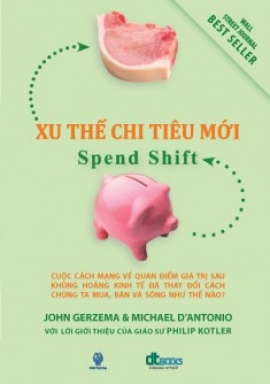 WALL
STREET JOURNAL
BEST SELLER
XU THẾ CHI TIÊU MỚI
Spend Shift
CUỘC CÁCH MẠNG VỀ QUAN ĐIỂM GIÁ TRỊ SAU
KHỦNG HOẢNG KINH TẾ ĐÃ THAY ĐỔI CÁCH
CHÚNG TA MUA, BÁN VÀ SỐNG NHƯ THẾ NÀO?
JOHN GERZEMA & MICHAEL D'ANTONIO
VỚI LỜI GIỚI THIỆU CỦA GIÁO SƯ PHILIP KOTLER
dtBOOKS